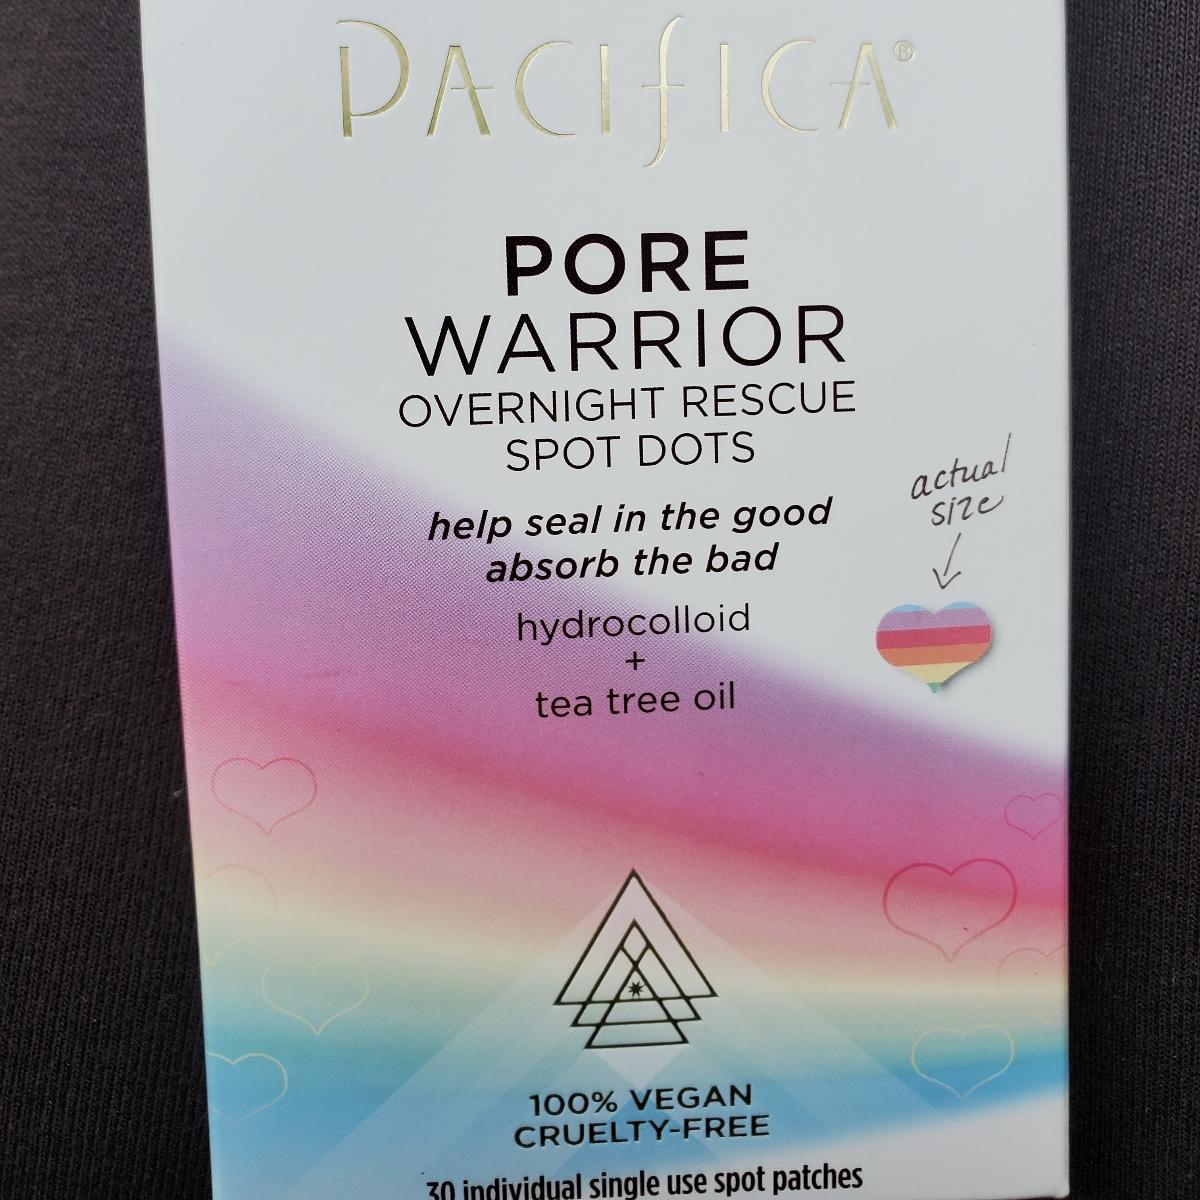 PACIFICA®
PORE
WARRIOR
OVERNIGHT RESCUE
SPOT DOTS
help seal in the good
absorb the bad
hydrocolloid
+
tea tree oil
actual
size
100% VEGAN
CRUELTY-FREE
30 individual single use spot patches